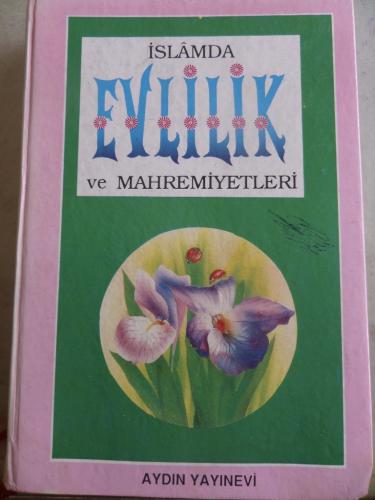 İSLÂMDA
EVLİLİK
ve MAHREMİYETLERİ
AYDIN YAYINEVİ